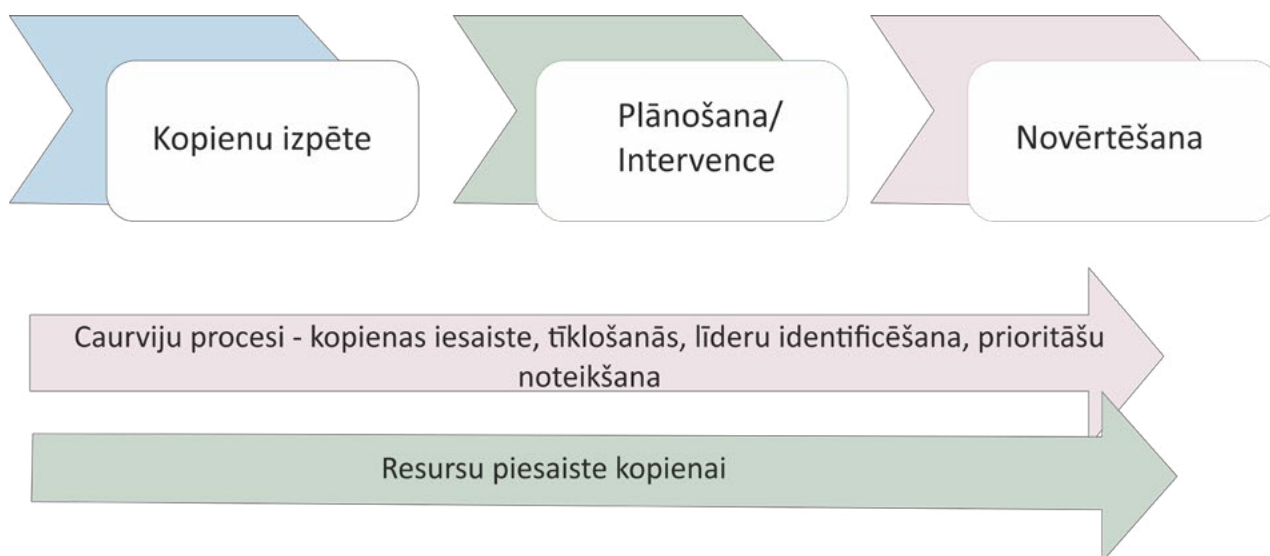 Kopienu izpēte
Plānošana/
Intervence
Novērtēšana
Caurviju procesi - kopienas iesaiste, tīklošanās, līderu identificēšana, prioritāšu
noteikšana
Resursu piesaiste kopienai